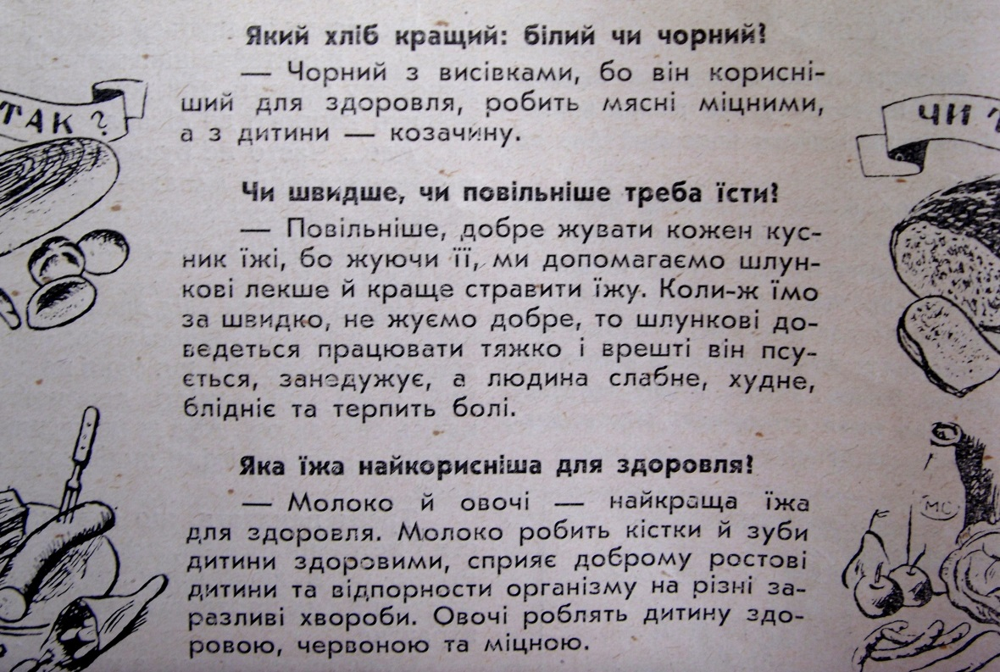 Який хліб кращий: білий чи чорний?
— Чорний з висівками, бо він корисні-
ший для здоровля, робить мясні міцними,
а з дитини — козачину.
ТАК?
ЧИ
Чи швидше, чи повільніше треба їсти?
— Повільніше, добре жувати кожен кус-
ник їжі, бо жуючи її, ми допомагаємо шлун-
кові лекше й краще стравити їжу. Коли-ж їмо
за швидко, не жуємо добре, то шлункові до-
ведеться працювати тяжко і врешті він псу-
ється, занедужує, а людина слабне, худне,
блідніє та терпить болі.
Яка їжа найкорисніша для здоровля?
— Молоко й овочі — найкраща їжа
для здоровля. Молоко робить кістки й зуби
дитини здоровими, сприяє доброму ростові
дитини та відпорности організму на різні за-
разливі хвороби. Овочі роблять дитину здо-
ровою, червоною та міцною.
МС